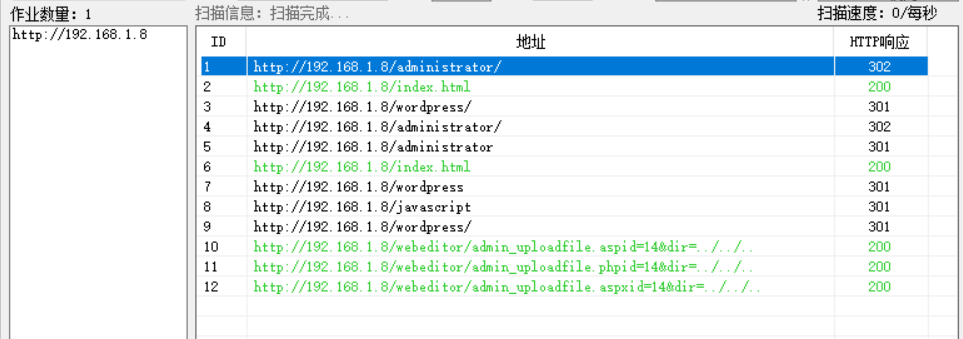 作业数量: 1 扫描信息: 扫描完成... 扫描速度: 0/每秒
http://192.168.1.8
ID 地址 HTTP响应
1 http://192.168.1.8/administrator/ 302
2 http://192.168.1.8/index.html 200
3 http://192.168.1.8/wordpress/ 301
4 http://192.168.1.8/administrator/ 302
5 http://192.168.1.8/administrator 301
6 http://192.168.1.8/index.html 200
7 http://192.168.1.8/wordpress 301
8 http://192.168.1.8/javascript 301
9 http://192.168.1.8/wordpress/ 301
10 http://192.168.1.8/webeditor/admin_uploadfile.aspid=14&dir=../../.. 200
11 http://192.168.1.8/webeditor/admin_uploadfile.phpid=14&dir=../../.. 200
12 http://192.168.1.8/webeditor/admin_uploadfile.aspxid=14&dir=../../.. 200